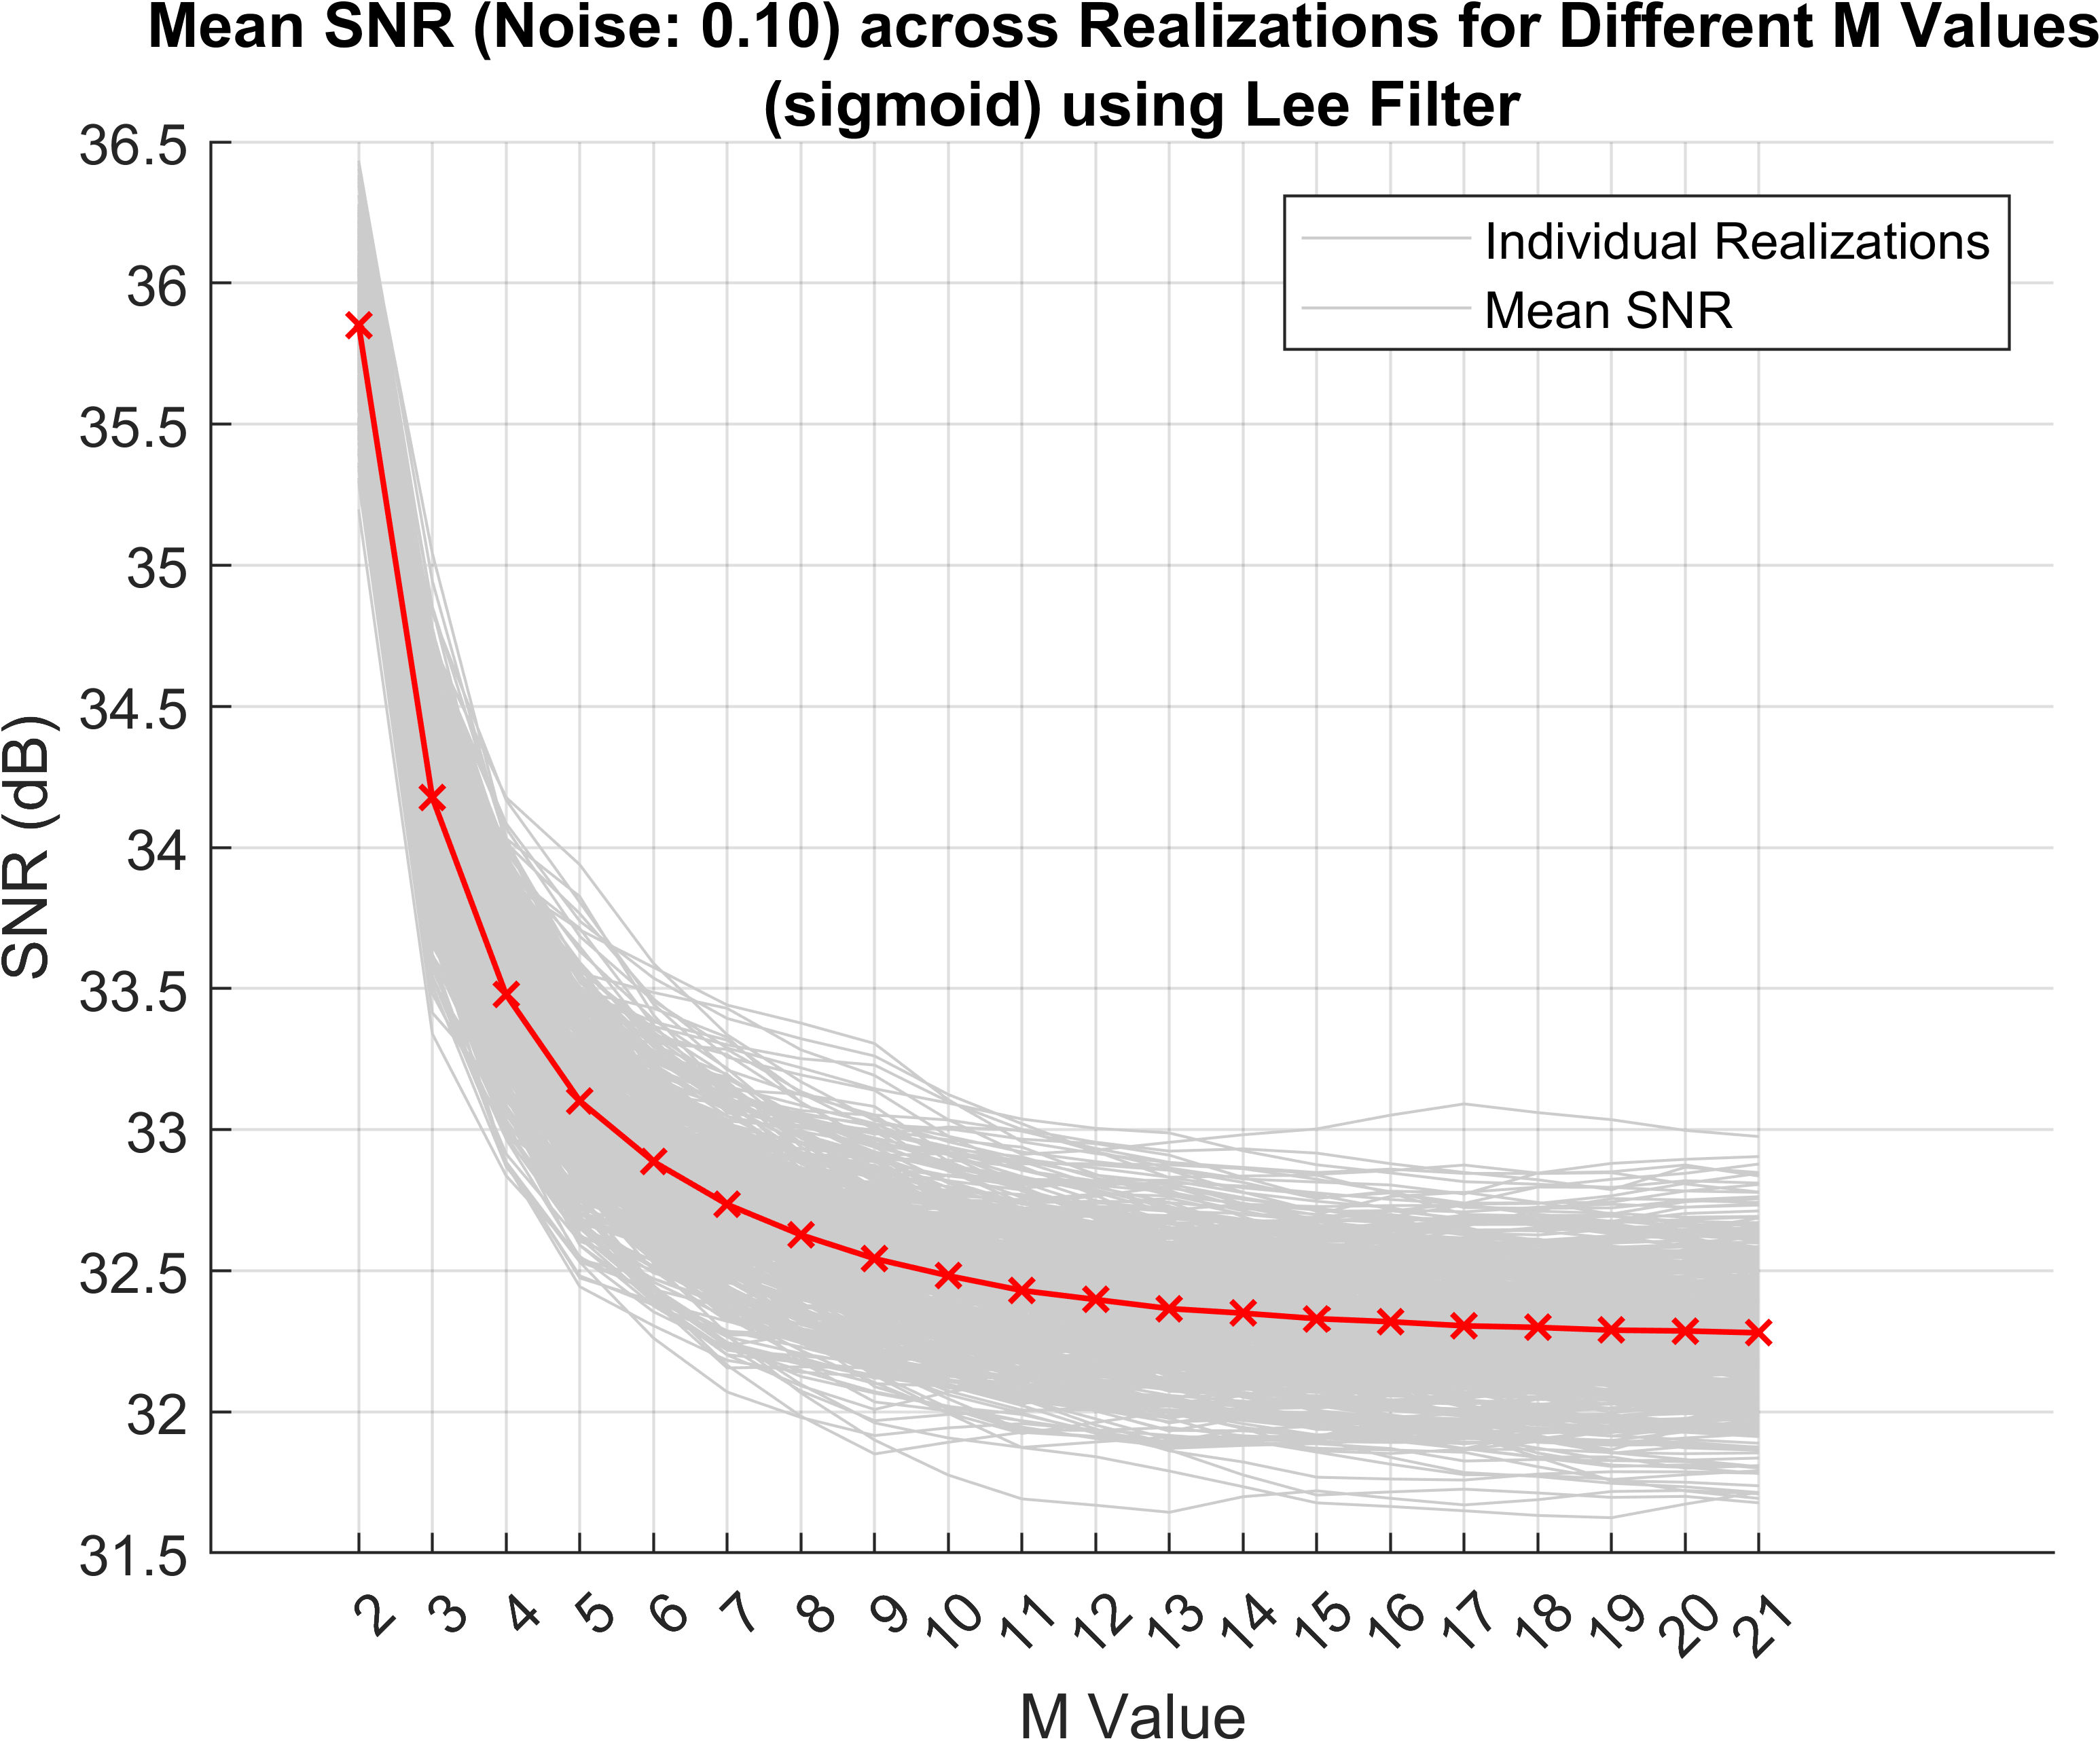 Mean SNR (Noise: 0.10) across Realizations for Different M Values
(sigmoid) using Lee Filter
36.5
36
35.5
35
34.5
34
33.5
33
32.5
32
31.5
SNR (dB)
Individual Realizations
Mean SNR
2 3 4 5 6 7 8 9 10 11 12 13 14 15 16 17 18 19 20 21
M Value